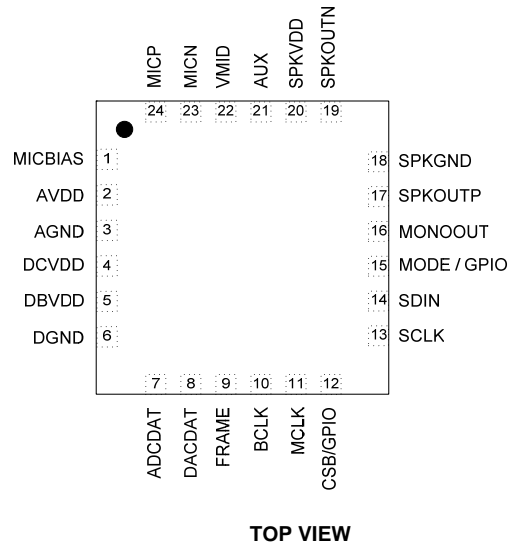 MICP
MICN
VMID
AUX
SPKVDD
SPKOUTN
24
23
22
21
20
19
MICBIAS 1
AVDD 2
AGND 3
DCVDD 4
DBVDD 5
DGND 6
18 SPKGND
17 SPKOUTP
16 MONOOUT
15 MODE / GPIO
14 SDIN
13 SCLK
7
8
9
10
11
12
ADCDAT
DACDAT
FRAME
BCLK
MCLK
CSB/GPIO
TOP VIEW